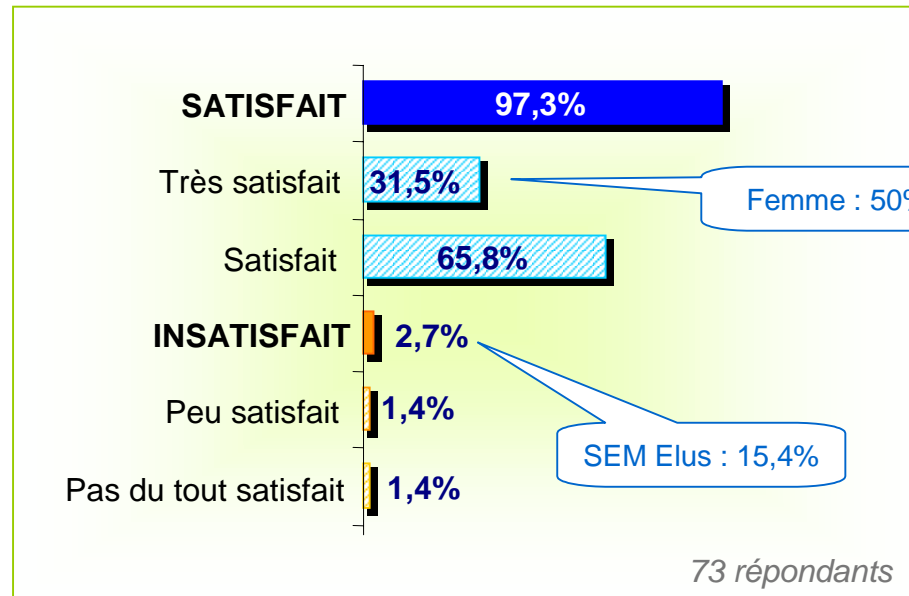 SATISFAIT 97,3%
Très satisfait 31,5%
Femme : 50%
Satisfait 65,8%
INSATISFAIT 2,7%
Peu satisfait 1,4%
SEM Elus : 15,4%
Pas du tout satisfait 1,4%
73 répondants